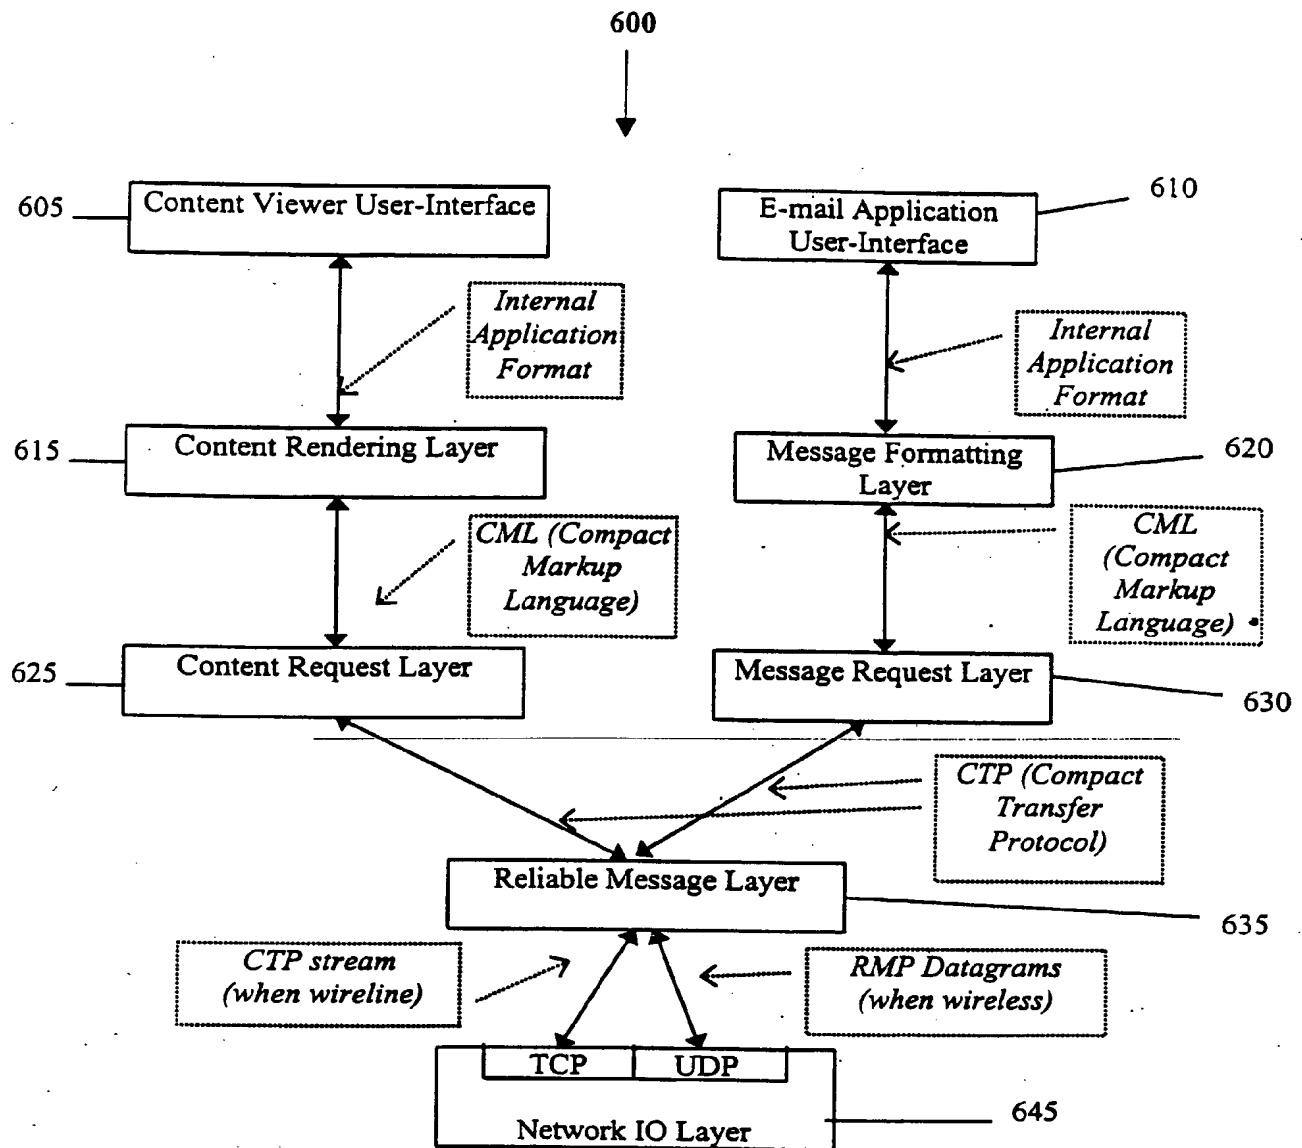 600
605
Content Viewer User-Interface
E-mail Application
User-Interface
610
Internal
Application
Format
Internal
Application
Format
615
Content Rendering Layer
Message Formatting
Layer
620
CML (Compact
Markup
Language)
CML
(Compact
Markup
Language)
625
Content Request Layer
Message Request Layer
630
CTP (Compact
Transfer
Protocol)
Reliable Message Layer
635
CTP stream
(when wireline)
RMP Datagrams
(when wireless)
TCP
UDP
Network IO Layer
645